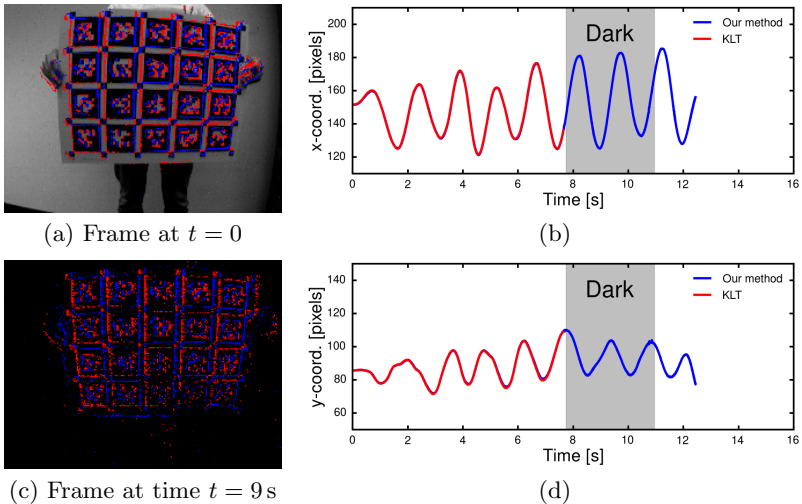 200
180
160
140
120
x-coord. [pixels]
Dark
Our method
KLT
0 2 4 6 8 10 12 14 16
Time [s]
(a) Frame at t = 0
(b)
140
120
100
80
60
y-coord. [pixels]
Dark
Our method
KLT
0 2 4 6 8 10 12 14 16
Time [s]
(c) Frame at time t = 9 s
(d)